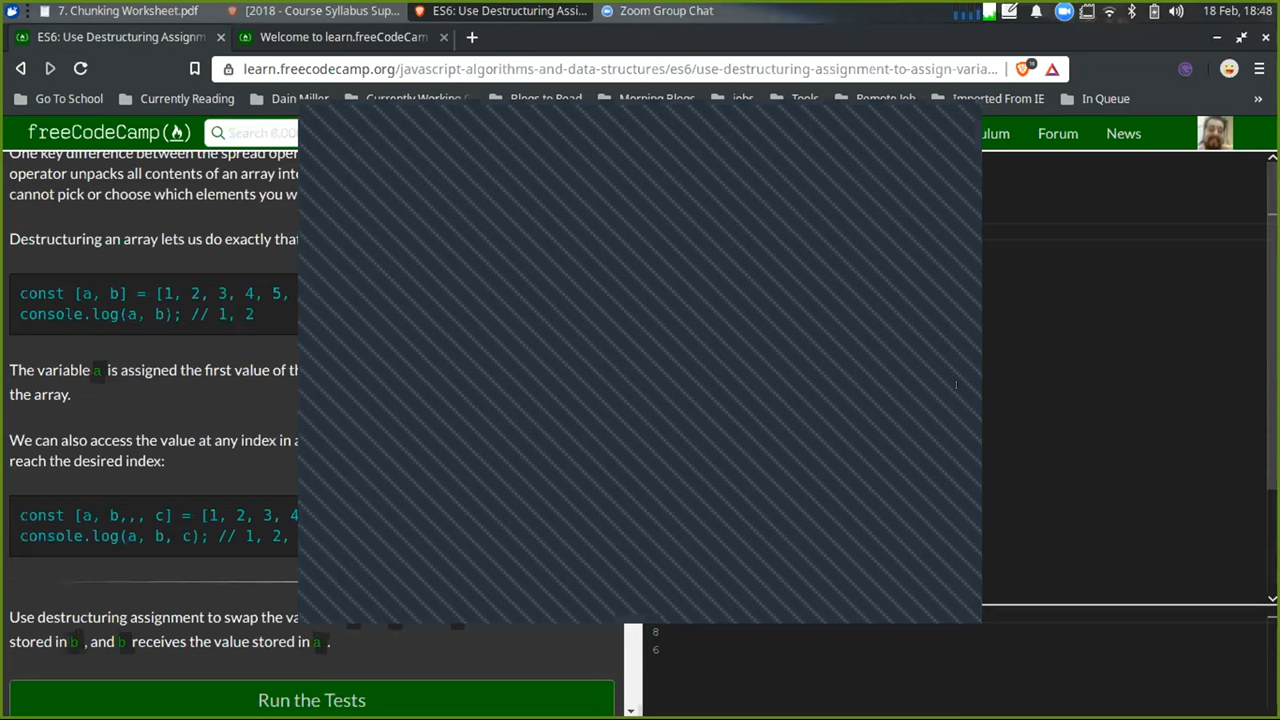 7. Chunking Worksheet.pdf
[2018 - Course Syllabus Sup...
ES6: Use Destructuring Assi...
Zoom Group Chat
18 Feb, 18:48
ES6: Use Destructuring Assignm
Welcome to learn.freeCodeCam
learn.freecodecamp.org/javascript-algorithms-and-data-structures/es6/use-destructuring-assignment-to-assign-varia...
18
Go To School
Currently Reading
Dain Miller
Currently Working
Blogs to Read
Morning Blogs
jobs
Tools
Remote Job
Imported From IE
In Queue
»
freeCodeCamp
Search 8,00
ulum
Forum
News
One key difference between the spread oper
operator unpacks all contents of an array into
cannot pick or choose which elements you w
Destructuring an array lets us do exactly that
const [a, b] = [1, 2, 3, 4, 5,
console.log(a, b); // 1, 2
The variable a is assigned the first value of th
the array.
We can also access the value at any index in a
reach the desired index:
const [a, b,,, c] = [1, 2, 3, 4
console.log(a, b, c); // 1, 2,
Use destructuring assignment to swap the va
stored in b , and b receives the value stored in a .
Run the Tests
8
6